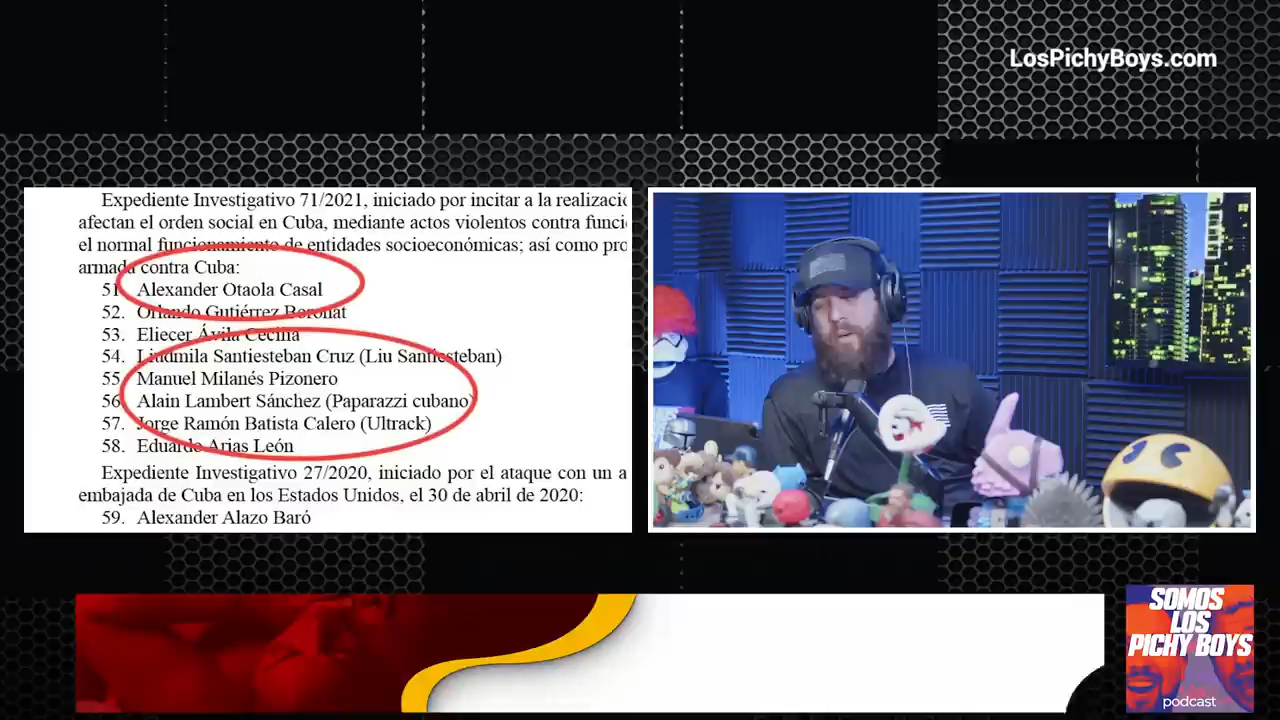 LosPichyBoys.com
Expediente Investigativo 71/2021, iniciado por incitar a la realizació
afectan el orden social en Cuba, mediante actos violentos contra funci
el normal funcionamiento de entidades socioeconómicas; así como pro
armada contra Cuba:
51. Alexander Otaola Casal
52. Orlando Gutiérrez Boronat
53. Eliecer Ávila Cecilia
54. Liudmila Santiesteban Cruz (Liu Santiesteban)
55. Manuel Milanés Pizonero
56. Alain Lambert Sánchez (Paparazzi cubano)
57. Jorge Ramón Batista Calero (Ultrack)
58. Eduardo Arias León
Expediente Investigativo 27/2020, iniciado por el ataque con un a
embajada de Cuba en los Estados Unidos, el 30 de abril de 2020:
59. Alexander Alazo Baró
SOMOS
LOS
PICHY BOYS
podcast